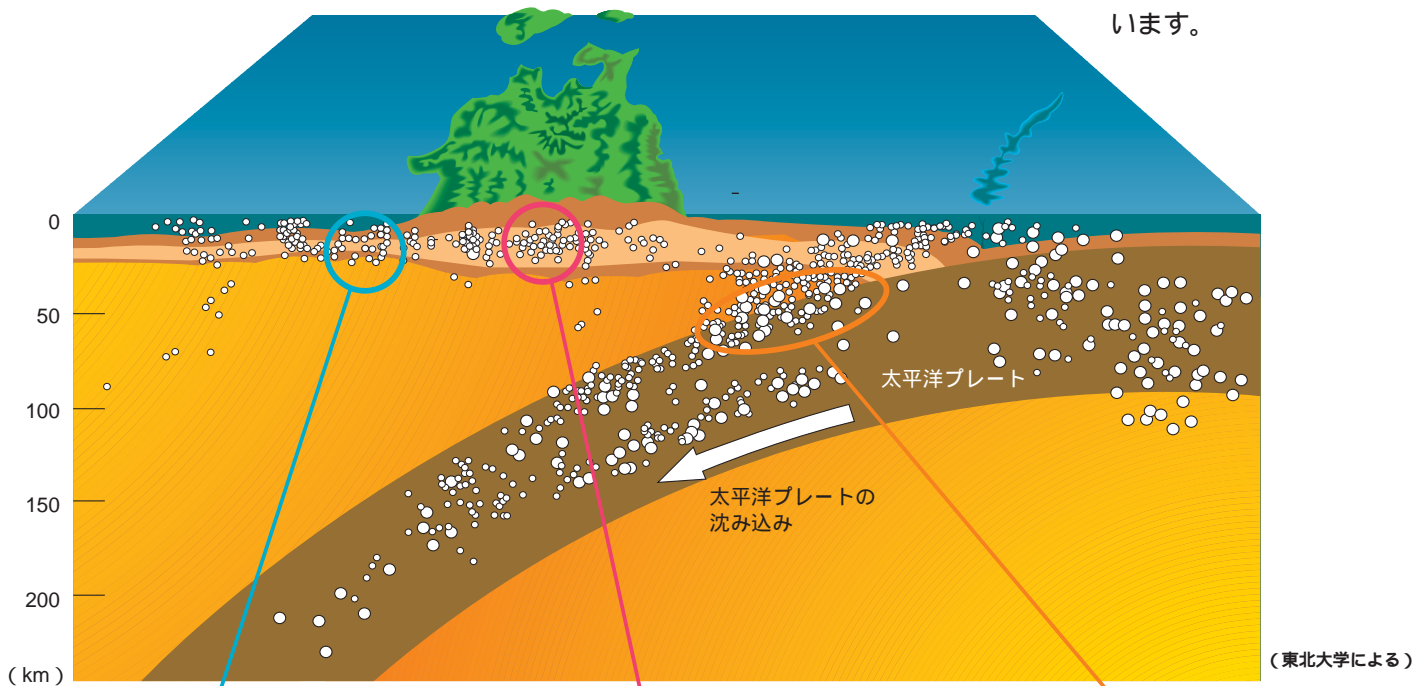 います。
0
50
100
150
200
（km）
太平洋プレート
太平洋プレートの
沈み込み
（東北大学による）